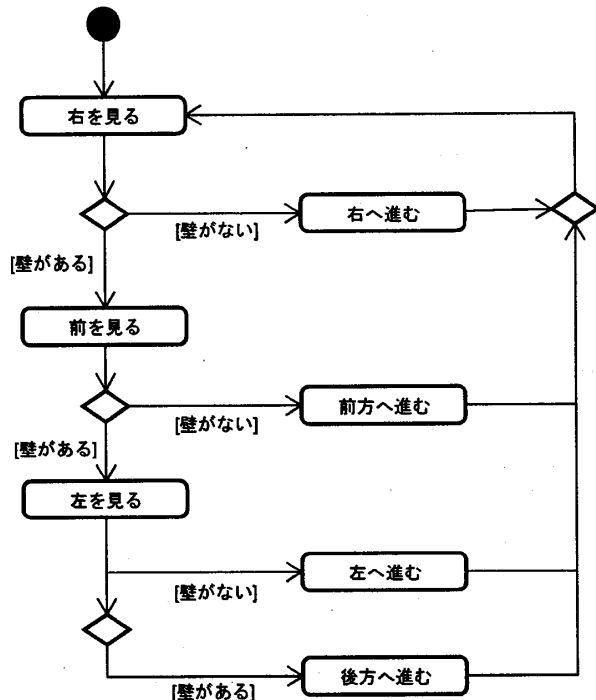 右を見る
[壁がない]
右へ進む
[壁がある]
前を見る
[壁がない]
前方へ進む
[壁がある]
左を見る
[壁がない]
左へ進む
[壁がある]
後方へ進む